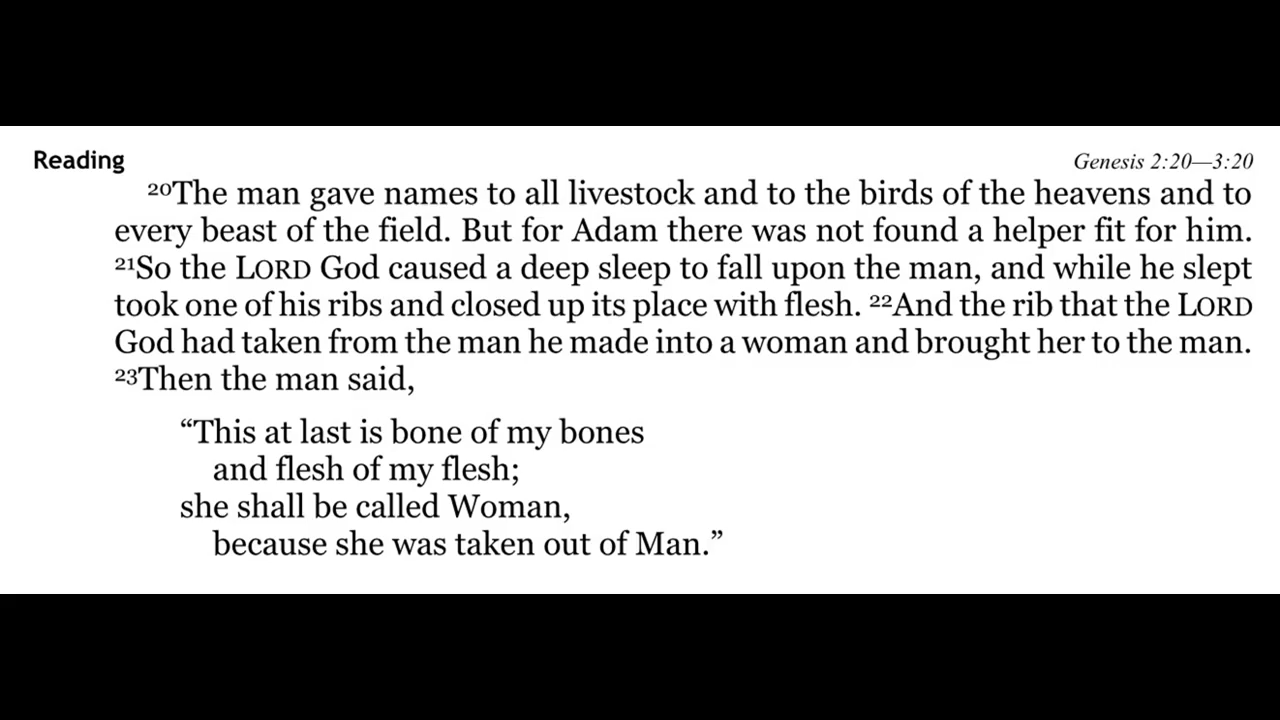 Reading Genesis 2:20—3:20
20The man gave names to all livestock and to the birds of the heavens and to
every beast of the field. But for Adam there was not found a helper fit for him.
21So the LORD God caused a deep sleep to fall upon the man, and while he slept
took one of his ribs and closed up its place with flesh. 22And the rib that the LORD
God had taken from the man he made into a woman and brought her to the man.
23Then the man said,
“This at last is bone of my bones
and flesh of my flesh;
she shall be called Woman,
because she was taken out of Man.”